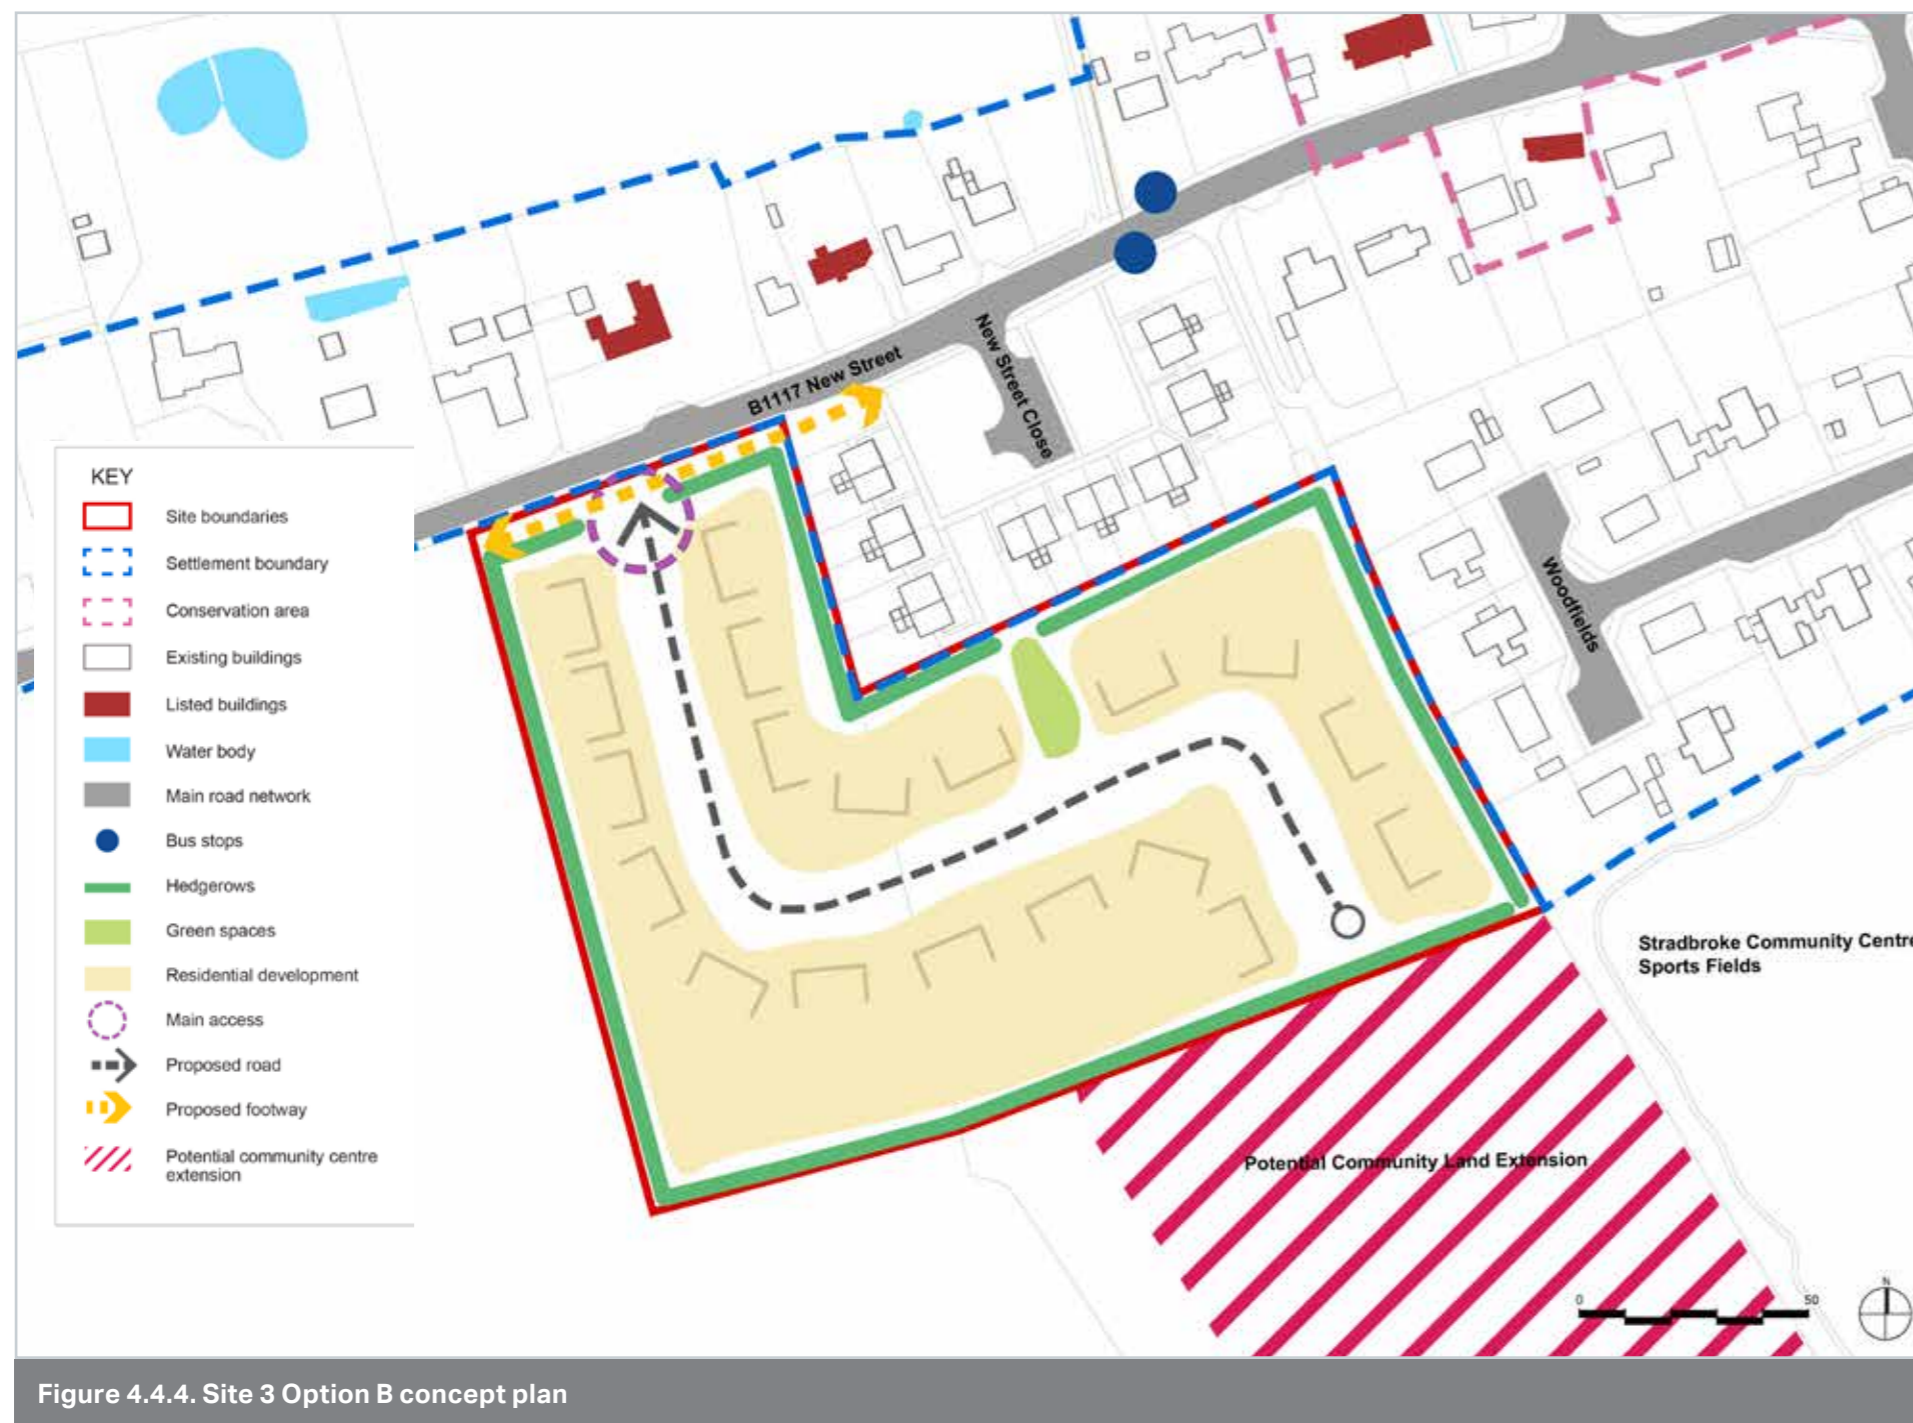 B1117 New Street
New Street Close
Woodfields
KEY
Site boundaries
Settlement boundary
Conservation area
Existing buildings
Listed buildings
Water body
Main road network
Bus stops
Hedgerows
Green spaces
Residential development
Main access
Proposed road
Proposed footway
Potential community centre
extension
Stradbroke Community Centre
Sports Fields
Potential Community Land Extension
0 50
N
Figure 4.4.4. Site 3 Option B concept plan